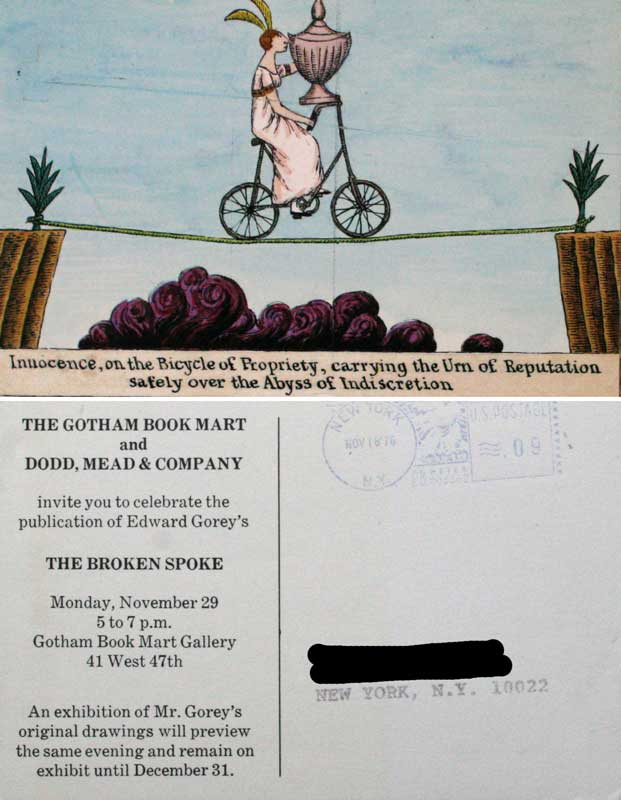 Innocence, on the Bicycle of Propriety, carrying the Urn of Reputation
safely over the Abyss of Indiscretion
THE GOTHAM BOOK MART
and
DODD, MEAD & COMPANY
invite you to celebrate the
publication of Edward Gorey's
THE BROKEN SPOKE
Monday, November 29
5 to 7 p.m.
Gotham Book Mart Gallery
41 West 47th
An exhibition of Mr. Gorey's
original drawings will preview
the same evening and remain on
exhibit until December 31.
NEW YORK
NOV 18 76
N.Y.
U.S. POSTAGE
.09
NEW YORK, N.Y. 10022